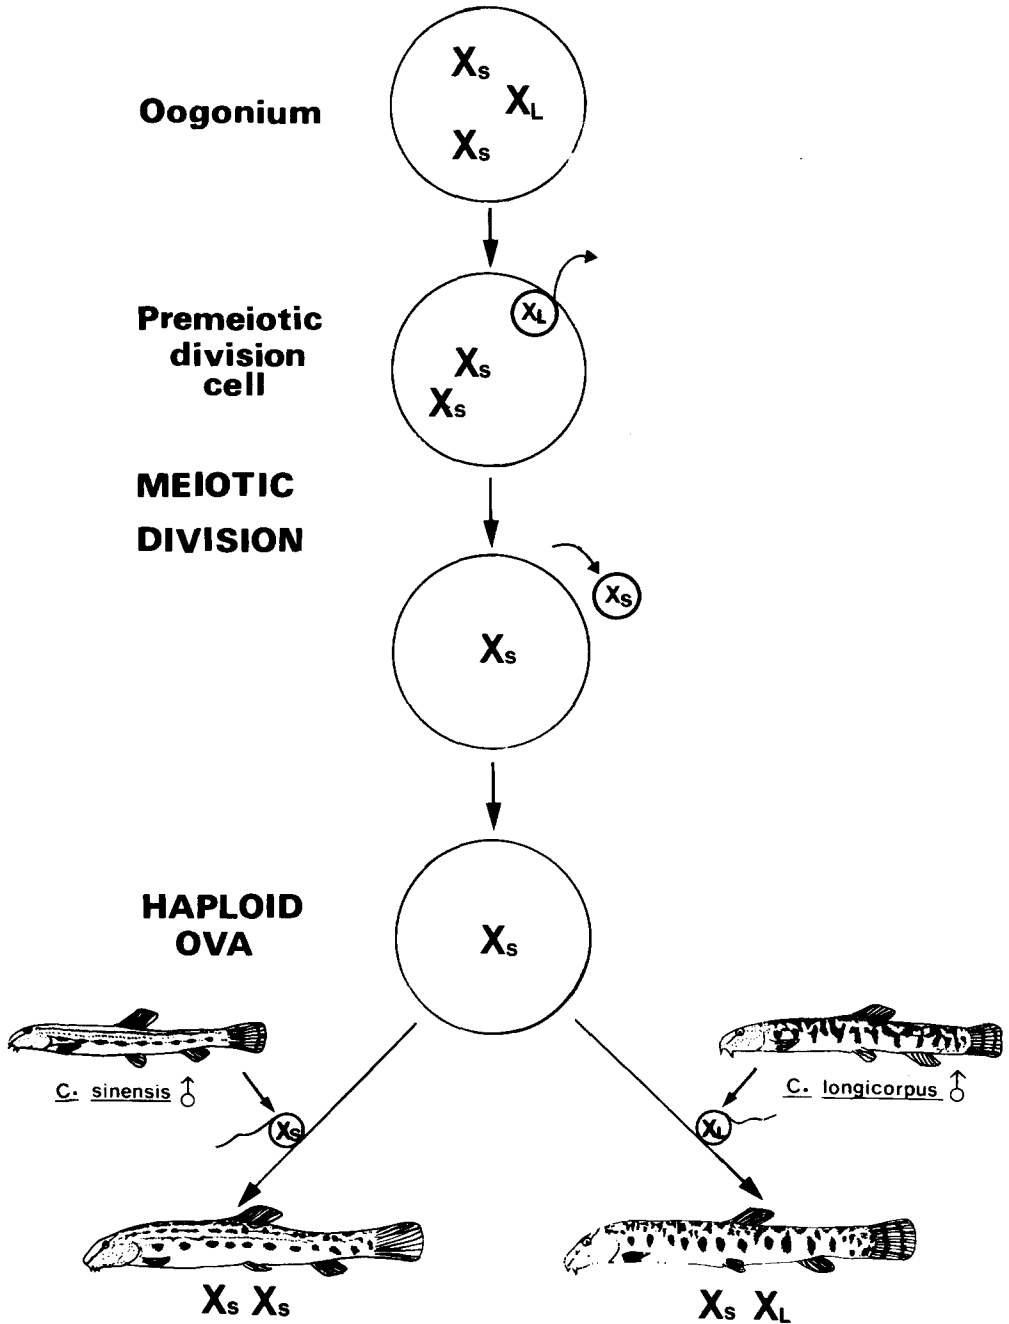 Xs
XL
Oogonium
Xs
Premeiotic
division
cell
XL
Xs
Xs
MEIOTIC
DIVISION
Xs
Xs
HAPLOID
OVA
Xs
C. sinensis ♂
C. longicorpus ♂
Xs
XL
Xs Xs
Xs XL